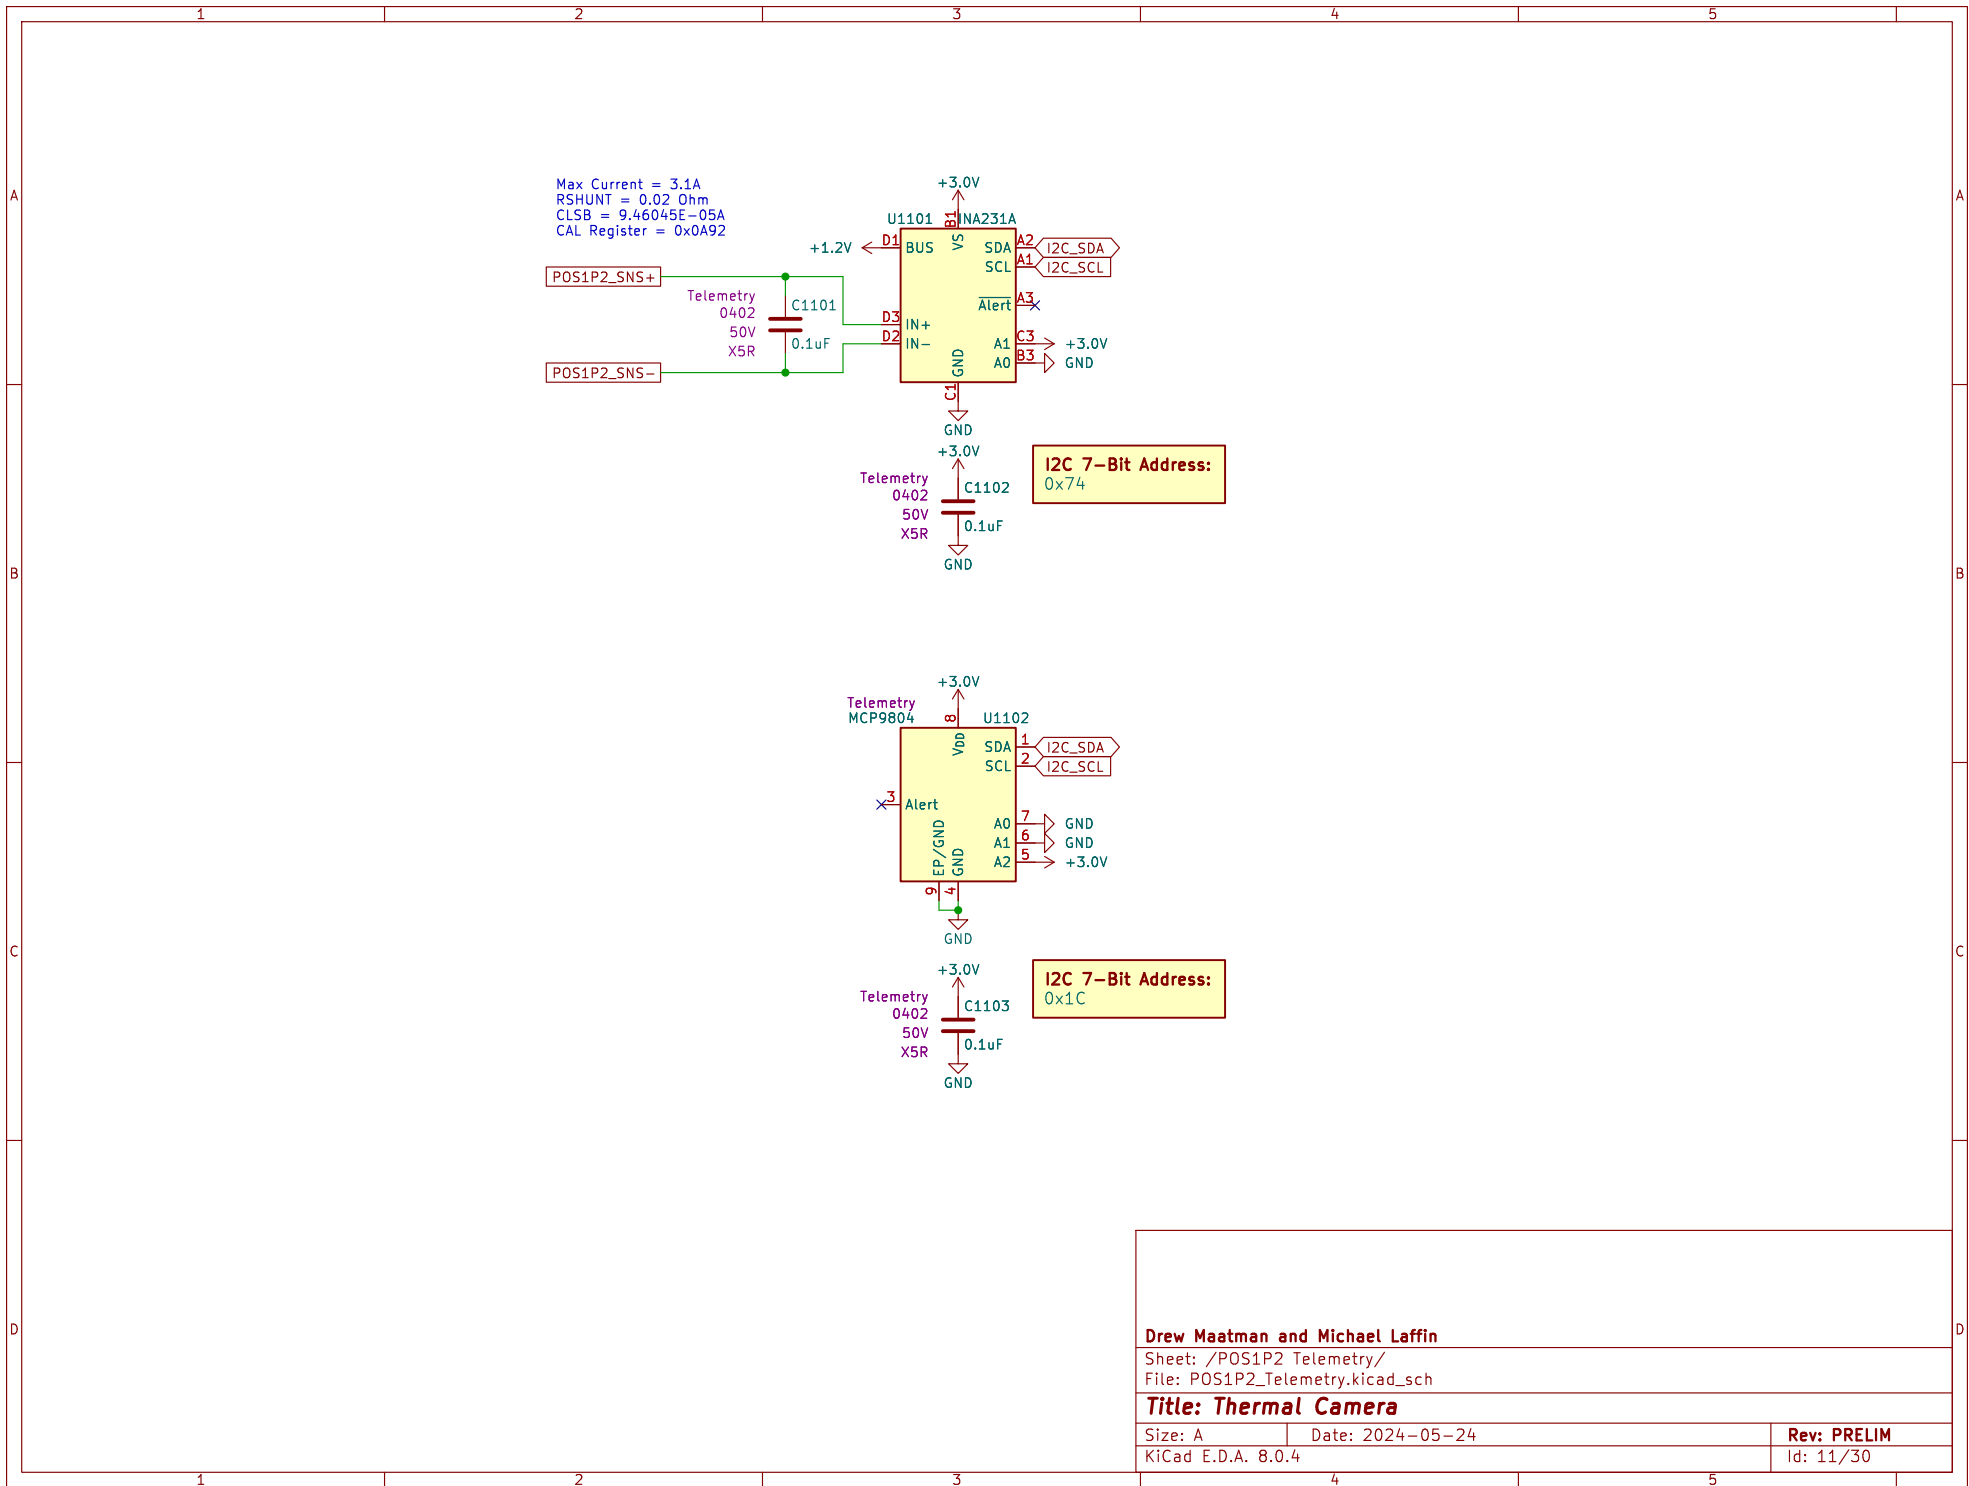 1 2 3 4 5
A A
B B
C C
D D
Max Current = 3.1A
RSHUNT = 0.02 Ohm
CLSB = 9.46045E-05A
CAL Register = 0x0A92
+3.0V
U1101 INA231A
B1
VS
+1.2V D1 BUS
SDA A2 I2C_SDA
SCL A1 I2C_SCL
POS1P2_SNS+
Telemetry
0402
50V
X5R
C1101
0.1uF
Alert A3
D3 IN+
D2 IN-
A1 C3 +3.0V
A0 B3 GND
POS1P2_SNS-
GND
C1
GND
+3.0V
Telemetry
0402
50V
X5R
C1102
0.1uF
GND
I2C 7-Bit Address:
0x74
+3.0V
Telemetry
MCP9804
U1102
8
VDD
SDA 1 I2C_SDA
SCL 2 I2C_SCL
3 Alert
A0 7 GND
A1 6 GND
A2 5 +3.0V
EP/GND
GND
9 4
GND
+3.0V
Telemetry
0402
50V
X5R
C1103
0.1uF
GND
I2C 7-Bit Address:
0x1C
Drew Maatman and Michael Laffin
Sheet: /POS1P2 Telemetry/
File: POS1P2_Telemetry.kicad_sch
Title: Thermal Camera
Size: A Date: 2024-05-24 Rev: PRELIM
KiCad E.D.A. 8.0.4 Id: 11/30
1 2 3 4 5